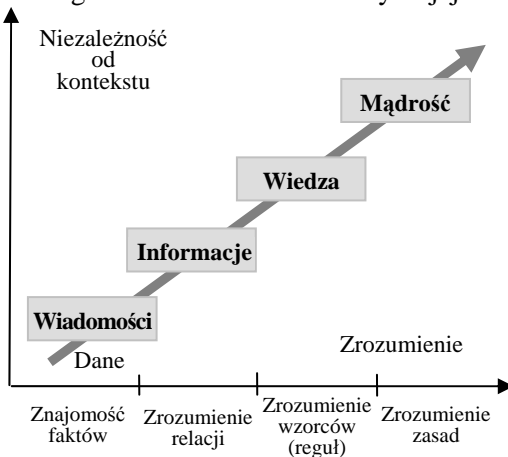 Niezależność
od
kontekstu
Mądrość
Wiedza
Informacje
Wiadomości
Dane
Zrozumienie
Znajomość
faktów
Zrozumienie
relacji
Zrozumienie
wzorców
(reguł)
Zrozumienie
zasad